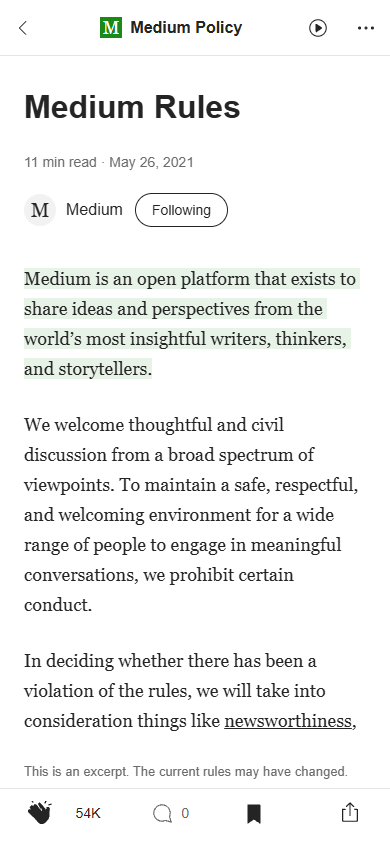 M Medium Policy
Medium Rules
11 min read · May 26, 2021
M Medium Following
Medium is an open platform that exists to
share ideas and perspectives from the
world’s most insightful writers, thinkers,
and storytellers.
We welcome thoughtful and civil
discussion from a broad spectrum of
viewpoints. To maintain a safe, respectful,
and welcoming environment for a wide
range of people to engage in meaningful
conversations, we prohibit certain
conduct.
In deciding whether there has been a
violation of the rules, we will take into
consideration things like newsworthiness,
This is an excerpt. The current rules may have changed.
54K 0